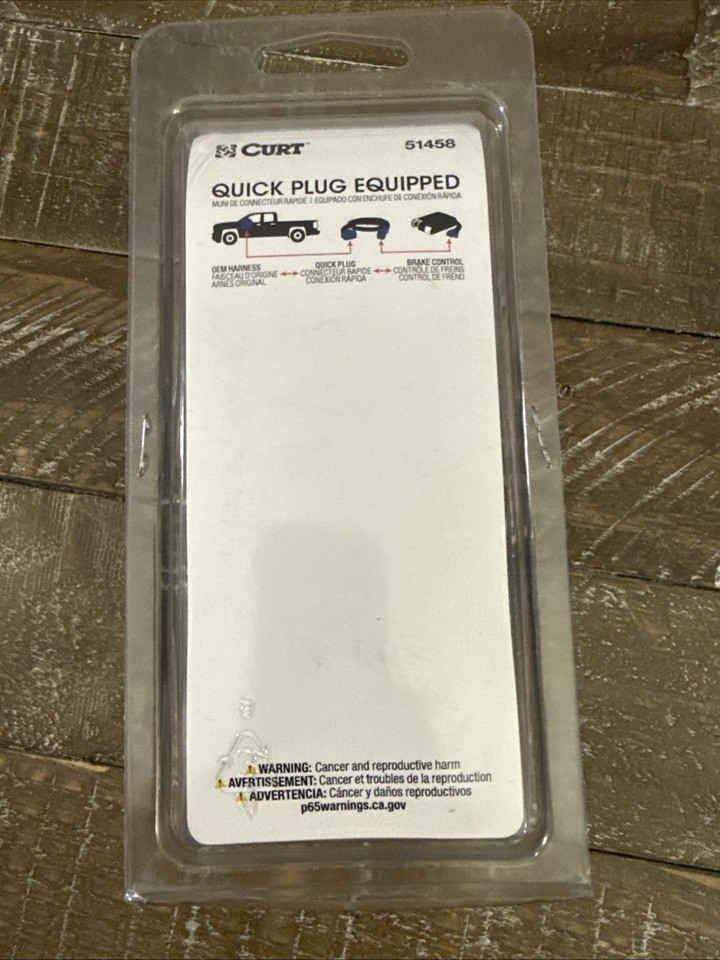 CURT™ 51458
QUICK PLUG EQUIPPED
MUNI DE CONNECTEUR RAPIDE | EQUIPADO CON ENCHUFE DE CONEXIÓN RÁPIDA
OEM HARNESS
FAISCEAU D'ORIGINE
ARNÉS ORIGINAL
QUICK PLUG
CONNECTEUR RAPIDE
CONEXIÓN RÁPIDA
BRAKE CONTROL
CONTRÔLE DE FREINS
CONTROL DE FRENO
WARNING: Cancer and reproductive harm
AVERTISSEMENT: Cancer et troubles de la reproduction
ADVERTENCIA: Cáncer y daños reproductivos
p65warnings.ca.gov